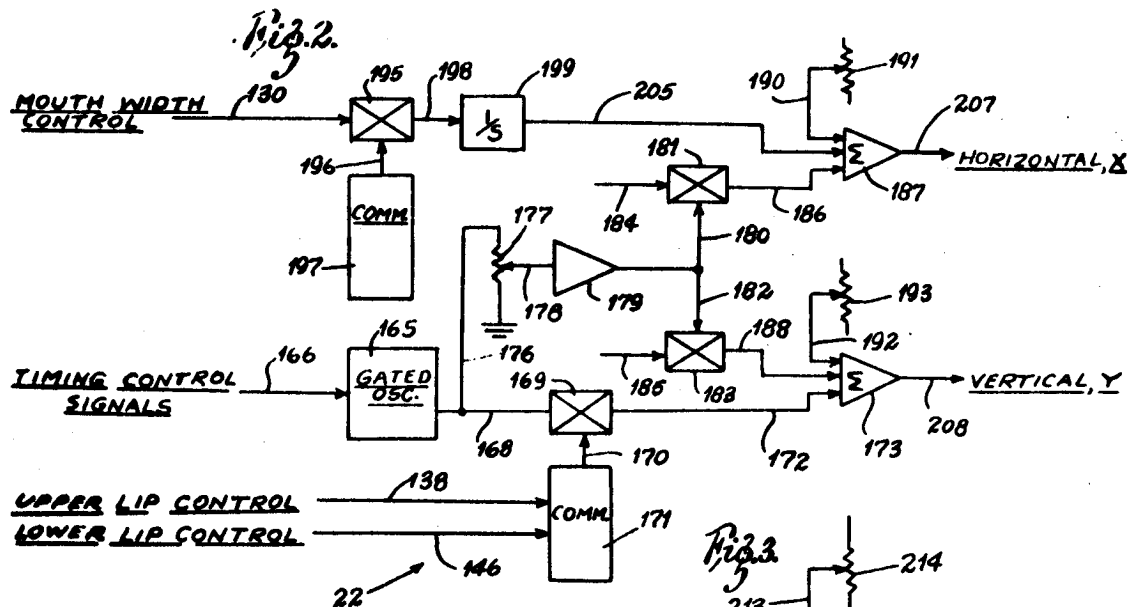 Fig. 2.
191
195
198
199
190
MOUTH WIDTH
CONTROL
130
205
207
1/S
Σ
HORIZONTAL, X
187
181
196
184
186
COMM
177
180
197
178
179
182
193
165
188
192
166
176
169
185
183
Σ
VERTICAL, Y
TIMING CONTROL
SIGNALS
GATED
OSC.
208
168
172
173
170
138
UPPER LIP CONTROL
COMM
171
LOWER LIP CONTROL
146
Fig. 3.
214
22
213